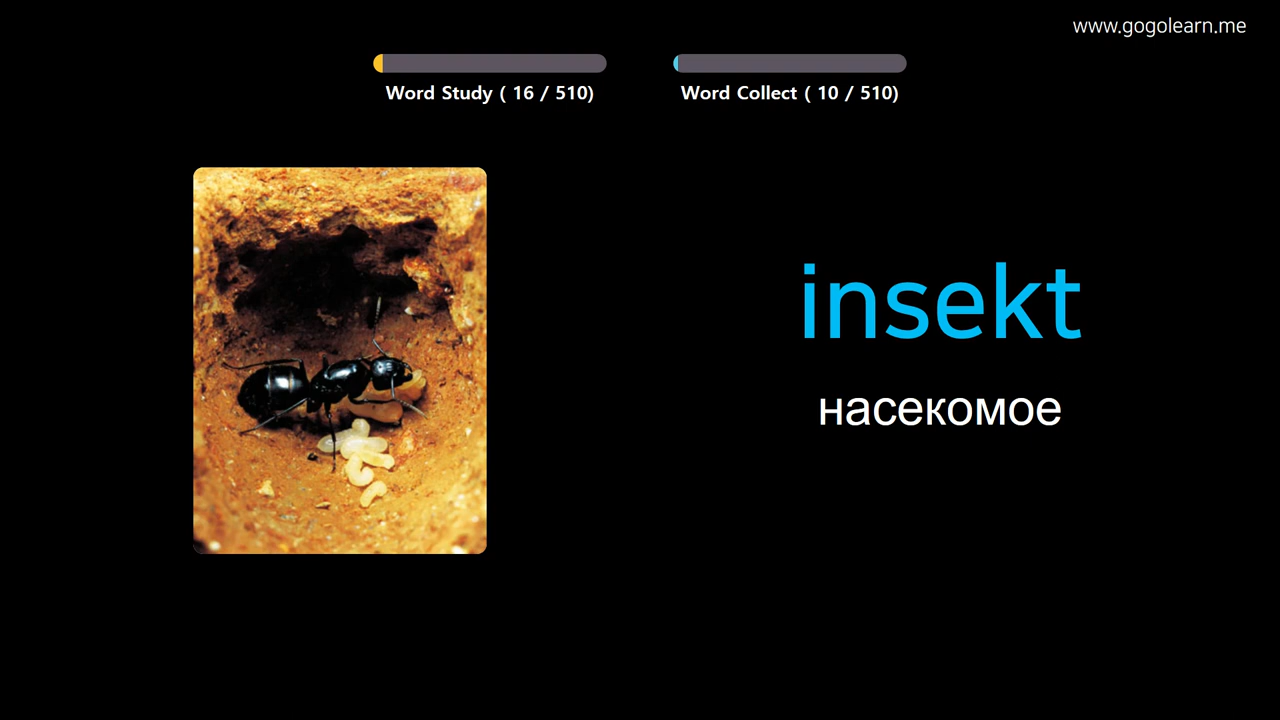 www.gogolearn.me
Word Study ( 16 / 510)
Word Collect ( 10 / 510)
insekt
насекомое